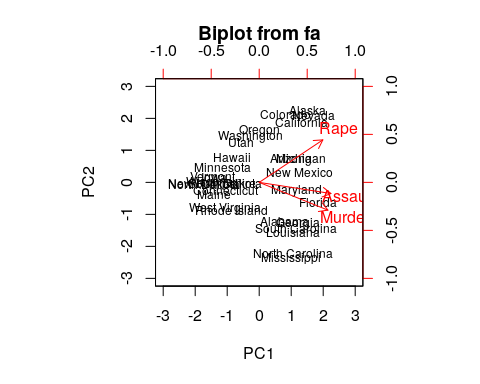 Biplot from fa
-1.0 -0.5 0.0 0.5 1.0
Alaska
Colorado
Nevada
California
Rape
Oregon
Washington
Utah
Hawaii
Michigan
Minnesota
New Mexico
Vermont
Connecticut
Maryland
Assau
Maine
Florida
West Virginia
Rhode Island
Murde
Alabama
Georgia
South Carolina
Louisiana
North Carolina
Mississippi
3
2
1
0
-1
-2
-3
PC2
1.0
0.5
0.0
-0.5
-1.0
-3 -2 -1 0 1 2 3
PC1